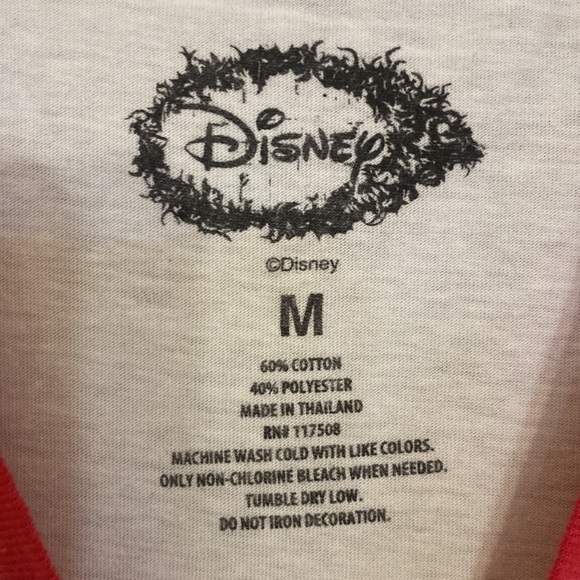 Disney
©Disney
M
60% COTTON
40% POLYESTER
MADE IN THAILAND
RN# 117508
MACHINE WASH COLD WITH LIKE COLORS.
ONLY NON-CHLORINE BLEACH WHEN NEEDED.
TUMBLE DRY LOW.
DO NOT IRON DECORATION.